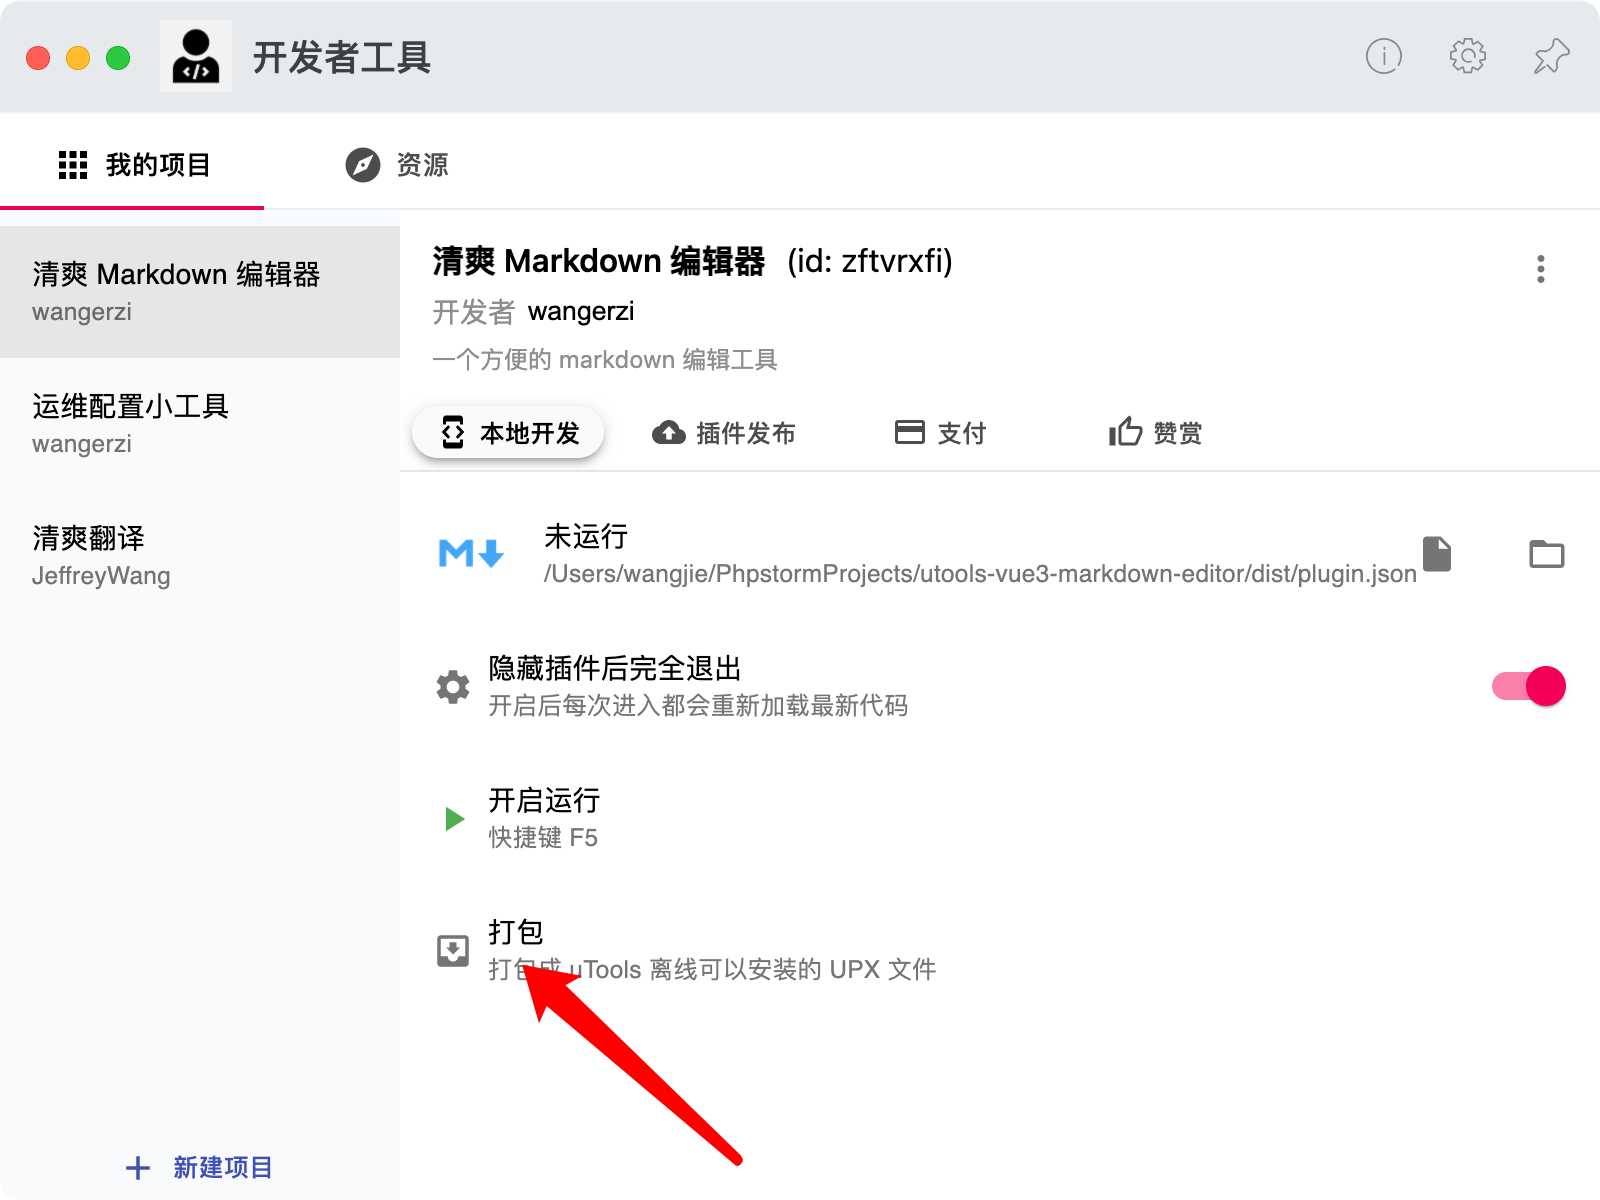 开发者工具
我的项目
资源
清爽 Markdown 编辑器
wangerzi
运维配置小工具
wangerzi
清爽翻译
JeffreyWang
新建项目
清爽 Markdown 编辑器 (id: zftvrxfi)
开发者 wangerzi
一个方便的 markdown 编辑工具
本地开发
插件发布
支付
赞赏
未运行
/Users/wangjie/PhpstormProjects/utools-vue3-markdown-editor/dist/plugin.json
隐藏插件后完全退出
开启后每次进入都会重新加载最新代码
开启运行
快捷键 F5
打包
打包成 uTools 离线可以安装的 UPX 文件